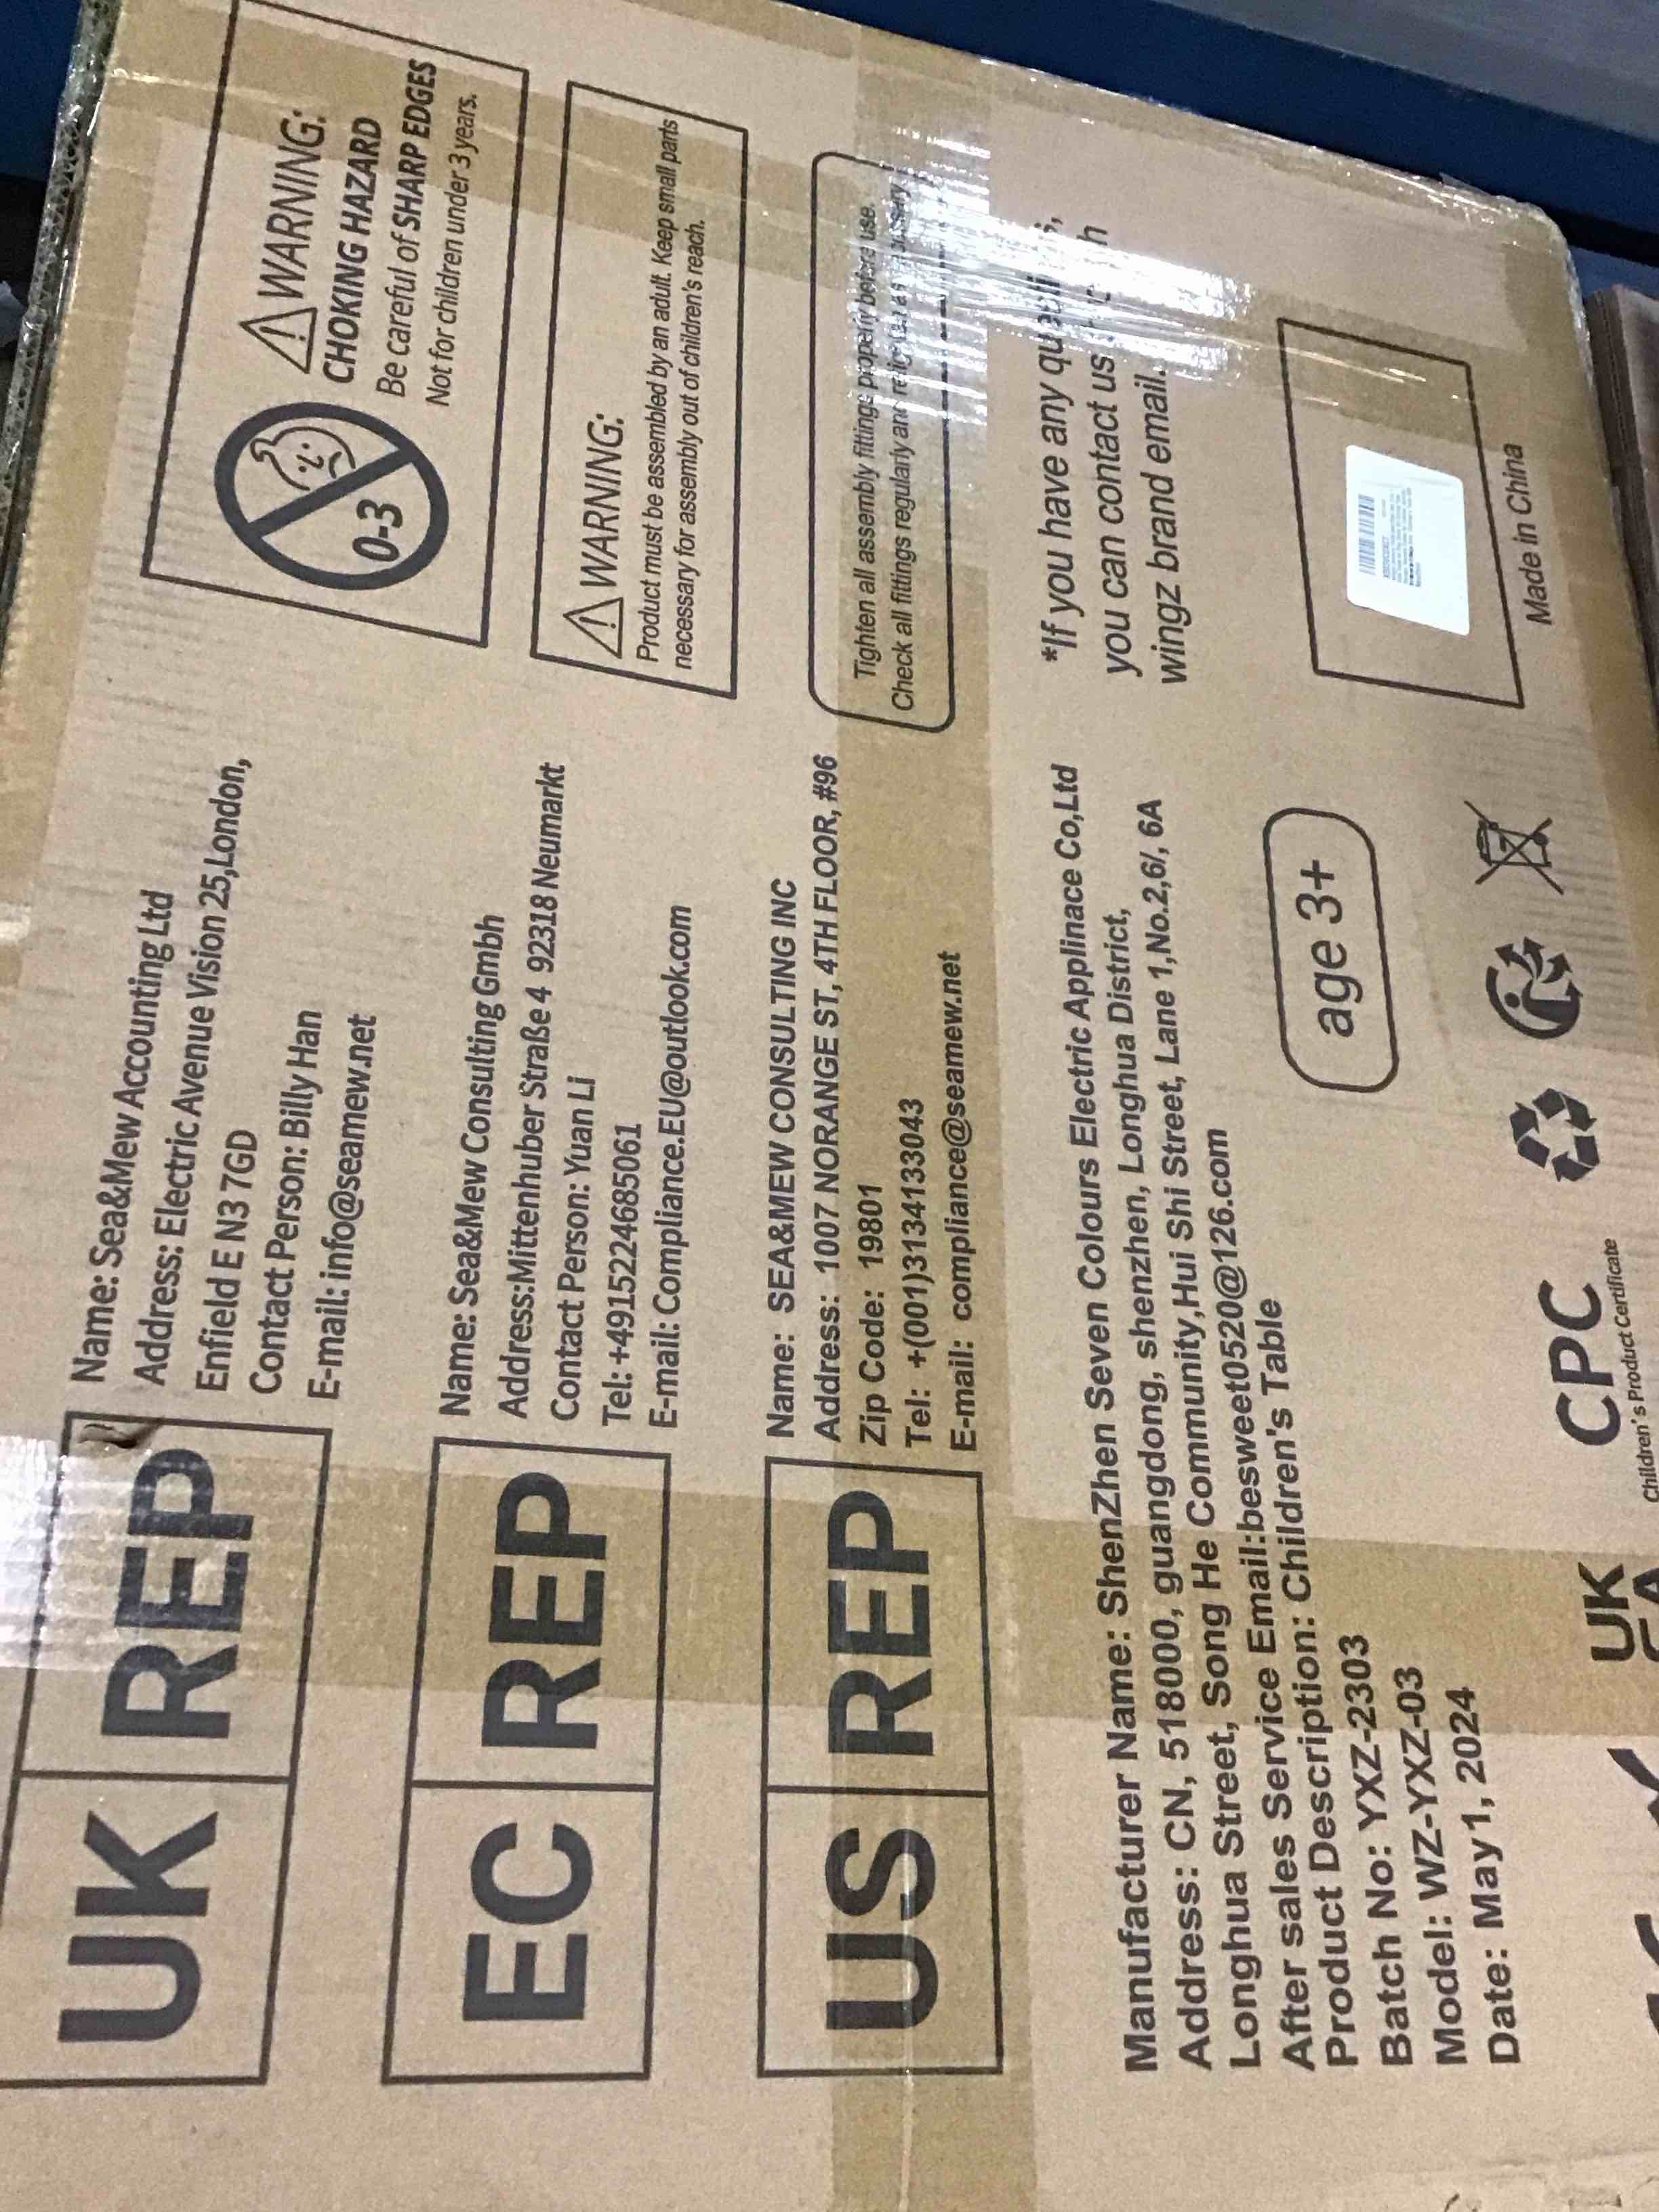 UK REP
Name: Sea&Mew Accounting Ltd
Address: Electric Avenue Vision 25,London,
Enfield E N3 7GD
Contact Person: Billy Han
E-mail: info@seamew.net
EC REP
Name: Sea&Mew Consulting Gmbh
Address:Mittenhuber Straße 4 92318 Neumarkt
Contact Person: Yuan Li
Tel: +4915224685061
E-mail: Compliance.EU@outlook.com
US REP
Name: SEA&MEW CONSULTING INC
Address: 1007 NORANGE ST, 4TH FLOOR, #96
Zip Code: 19801
Tel: +(001)3134133043
E-mail: compliance@seamew.net
Manufacturer Name: ShenZhen Seven Colours Electric Applinace Co,Ltd
Address: CN, 518000, guangdong, shenzhen, Longhua District,
Longhua Street, Song He Community,Hui Shi Street, Lane 1,No.2,6/, 6A
After sales Service Email:besweet0520@126.com
Product Description: Children's Table
Batch No: YXZ-2303
Model: WZ-YXZ-03
Date: May1, 2024
age 3+
UK
CA
CPC
Children's Product Certificate
WARNING:
CHOKING HAZARD
Be careful of SHARP EDGES
Not for children under 3 years.
0-3
WARNING:
Product must be assembled by an adult. Keep small parts
necessary for assembly out of children's reach.
Tighten all assembly fittings properly before use.
Check all fittings regularly and as
*If you have any
you can contact us
wingz brand email.
Made in China